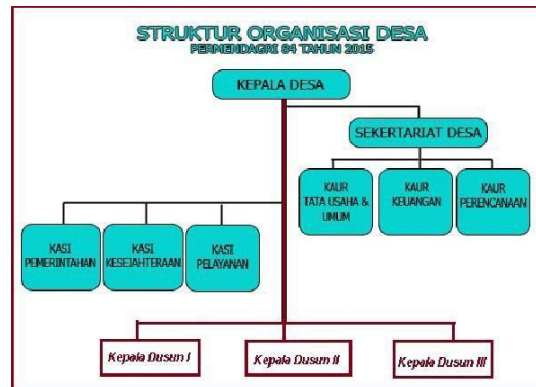 STRUKTUR ORGANISASI DESA
PERMENDAGRI 84 TAHUN 2015
KEPALA DESA
SEKERTARIAT DESA
KAUR
TATA USAHA &
UMUM
KAUR
KEUANGAN
KAUR
PERENCANAAN
KASI
PEMERINTAHAN
KASI
KESEJAHTERAAN
KASI
PELAYANAN
Kepala Dusun I
Kepala Dusun II
Kepala Dusun III